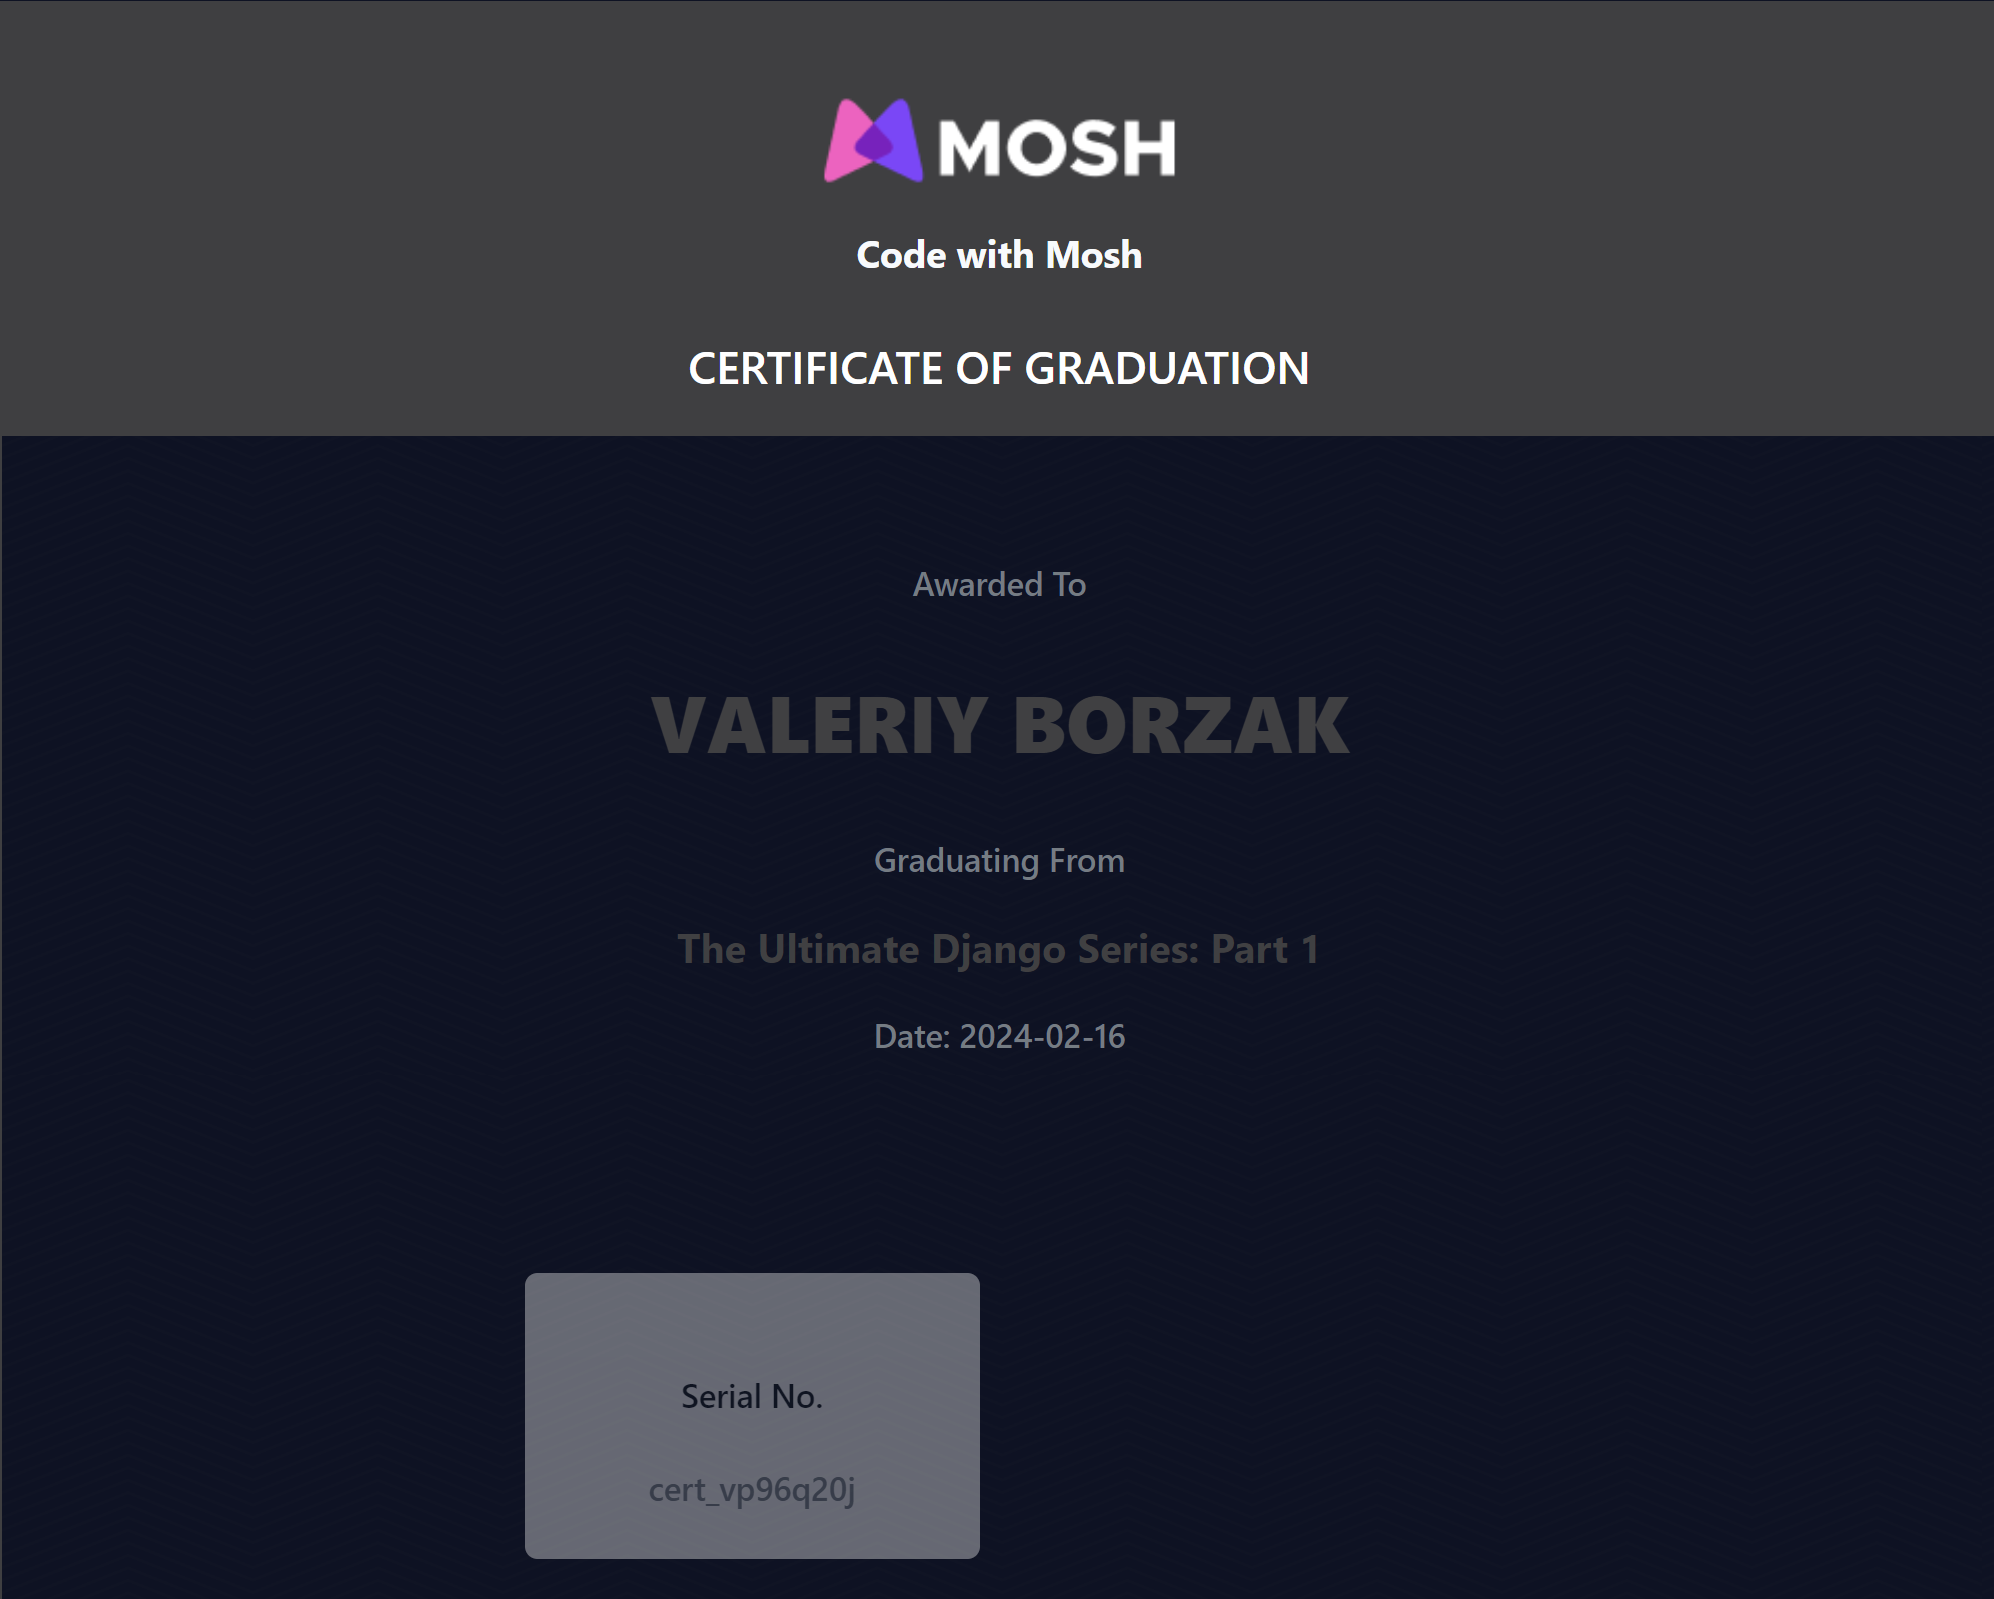 MOSH
Code with Mosh
CERTIFICATE OF GRADUATION
Awarded To
VALERIY BORZAK
Graduating From
The Ultimate Django Series: Part 1
Date: 2024-02-16
Serial No.
cert_vp96q20j